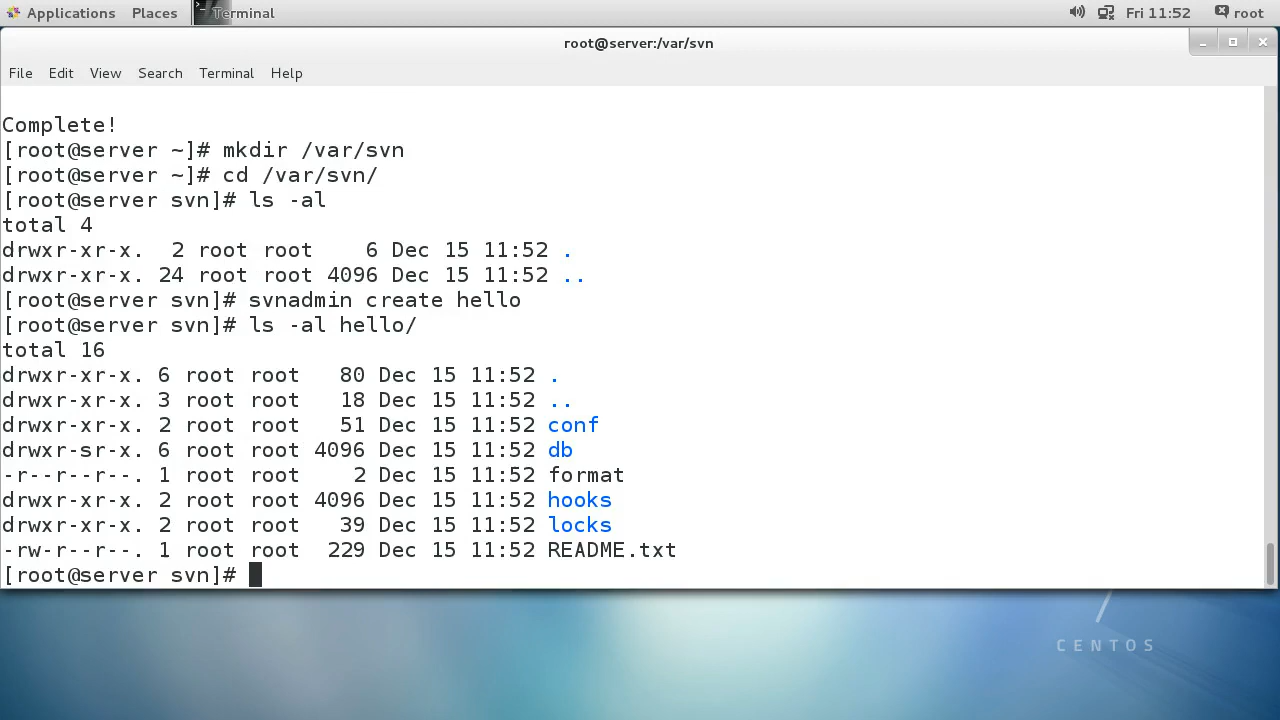 Applications Places Terminal Fri 11:52 root
root@server:/var/svn
File Edit View Search Terminal Help
Complete!
[root@server ~]# mkdir /var/svn
[root@server ~]# cd /var/svn/
[root@server svn]# ls -al
total 4
drwxr-xr-x.  2 root root    6 Dec 15 11:52 .
drwxr-xr-x. 24 root root 4096 Dec 15 11:52 ..
[root@server svn]# svnadmin create hello
[root@server svn]# ls -al hello/
total 16
drwxr-xr-x. 6 root root   80 Dec 15 11:52 .
drwxr-xr-x. 3 root root   18 Dec 15 11:52 ..
drwxr-xr-x. 2 root root   51 Dec 15 11:52 conf
drwxr-sr-x. 6 root root 4096 Dec 15 11:52 db
-r--r--r--. 1 root root    2 Dec 15 11:52 format
drwxr-xr-x. 2 root root 4096 Dec 15 11:52 hooks
drwxr-xr-x. 2 root root   39 Dec 15 11:52 locks
-rw-r--r--. 1 root root  229 Dec 15 11:52 README.txt
[root@server svn]#
CENTOS